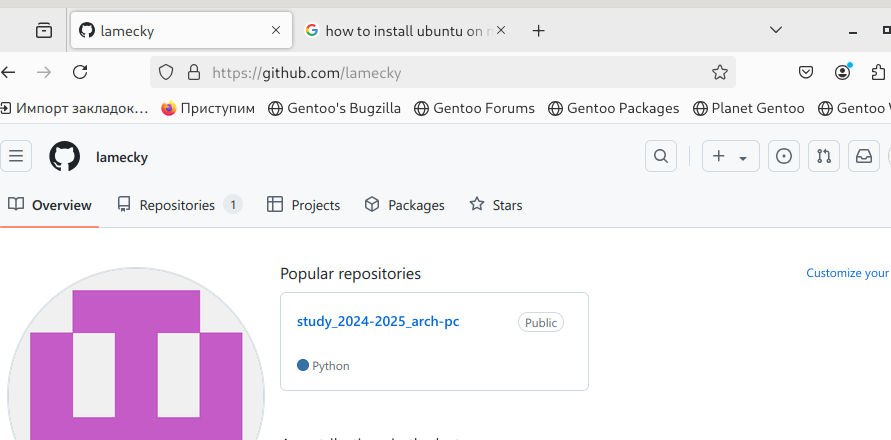 lamecky
how to install ubuntu on
https://github.com/lamecky
Импорт закладок… Приступим Gentoo's Bugzilla Gentoo Forums Gentoo Packages Planet Gentoo Gentoo
lamecky
Overview Repositories 1 Projects Packages Stars
Popular repositories Customize your
study_2024-2025_arch-pc Public
Python